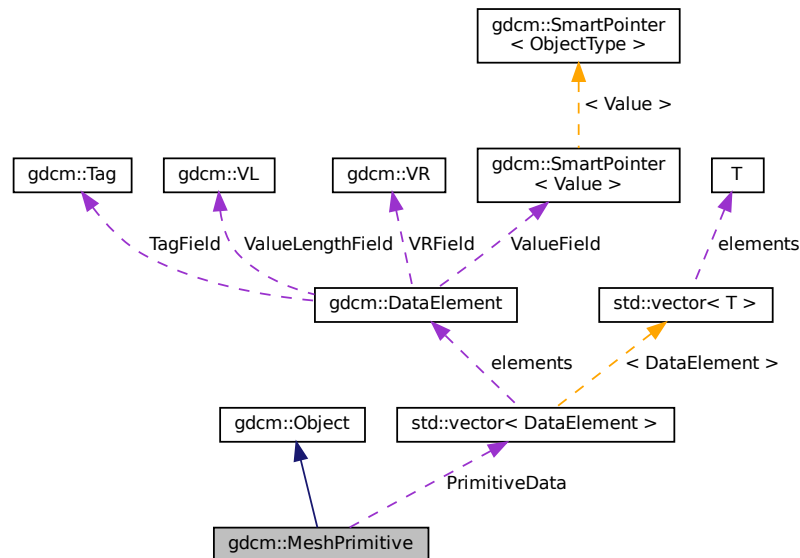 gdcm::SmartPointer
< ObjectType >
< Value >
gdcm::Tag
gdcm::VL
gdcm::VR
gdcm::SmartPointer
< Value >
T
TagField
ValueLengthField
VRField
ValueField
elements
gdcm::DataElement
std::vector< T >
elements
< DataElement >
gdcm::Object
std::vector< DataElement >
PrimitiveData
gdcm::MeshPrimitive